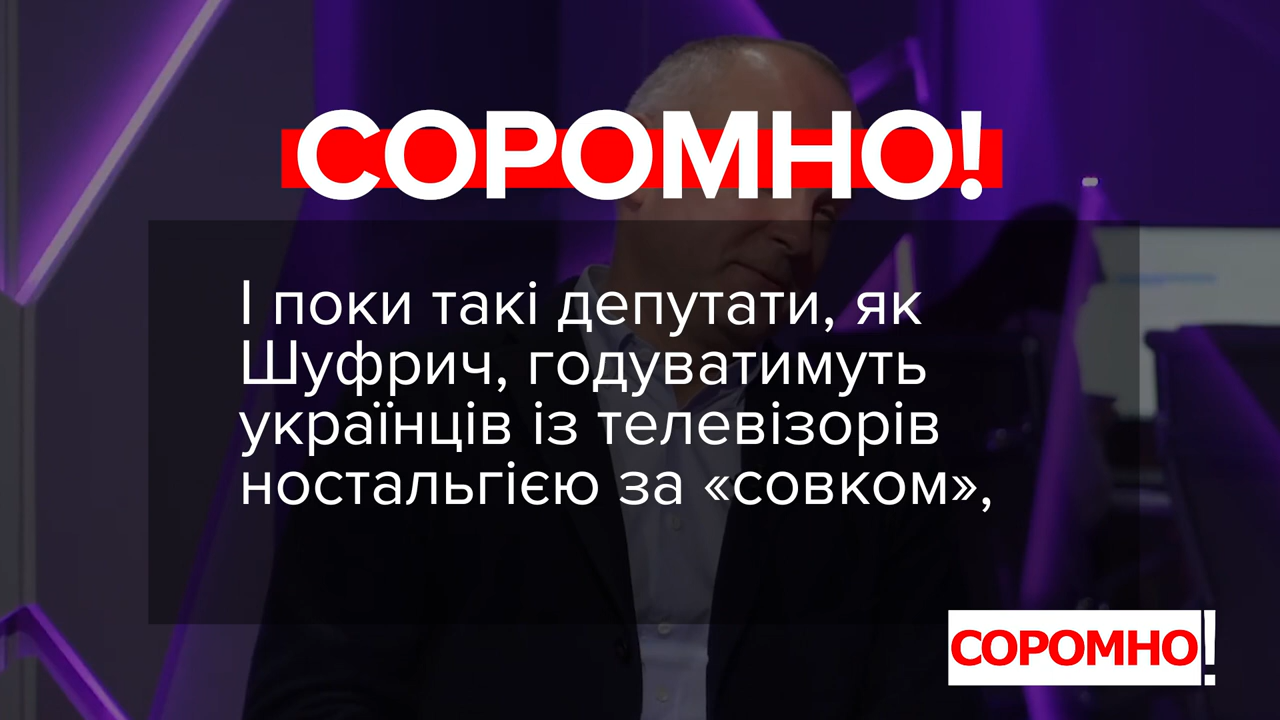 СОРОМНО!
І поки такі депутати, як
Шуфрич, годуватимуть
українців із телевізорів
ностальгією за «совком»,
СОРОМНО!